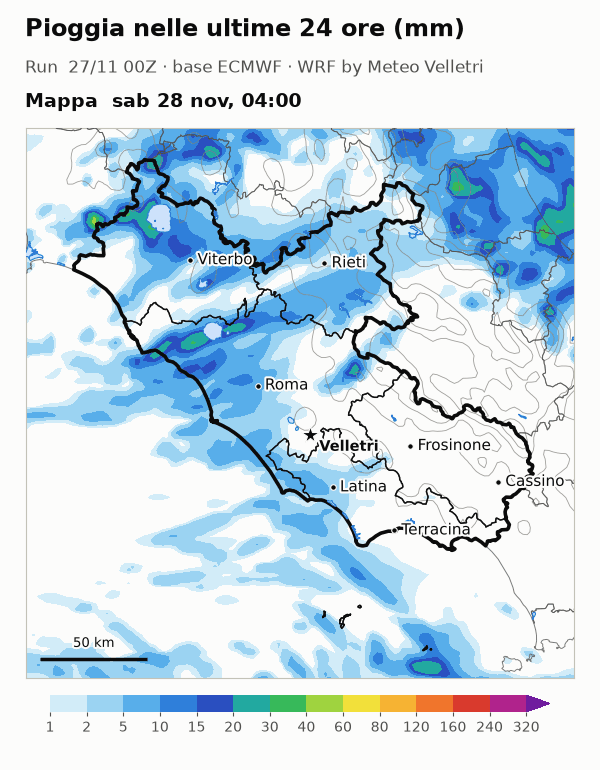 Pioggia nelle ultime 24 ore (mm)
Run  27/11 00Z · base ECMWF · WRF by Meteo Velletri
Mappa  sab 28 nov, 04:00
Viterbo
Rieti
Roma
Velletri
Frosinone
Latina
Cassino
Terracina
50 km
1 2 5 10 15 20 30 40 60 80 120 160 240 320